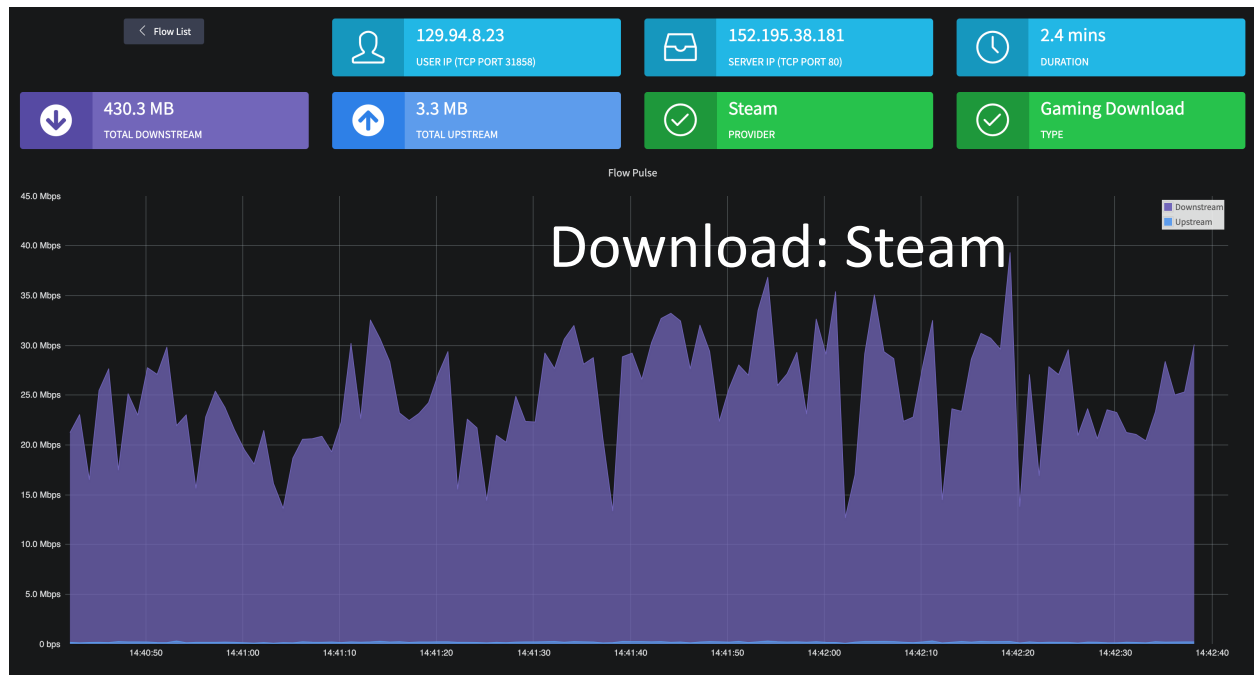 Flow List
129.94.8.23
USER IP (TCP PORT 31858)
152.195.38.181
SERVER IP (TCP PORT 80)
2.4 mins
DURATION
430.3 MB
TOTAL DOWNSTREAM
3.3 MB
TOTAL UPSTREAM
Steam
PROVIDER
Gaming Download
TYPE
Flow Pulse
Downstream
Upstream
Download: Steam
45.0 Mbps
40.0 Mbps
35.0 Mbps
30.0 Mbps
25.0 Mbps
20.0 Mbps
15.0 Mbps
10.0 Mbps
5.0 Mbps
0 bps
14:40:50
14:41:00
14:41:10
14:41:20
14:41:30
14:41:40
14:41:50
14:42:00
14:42:10
14:42:20
14:42:30
14:42:40